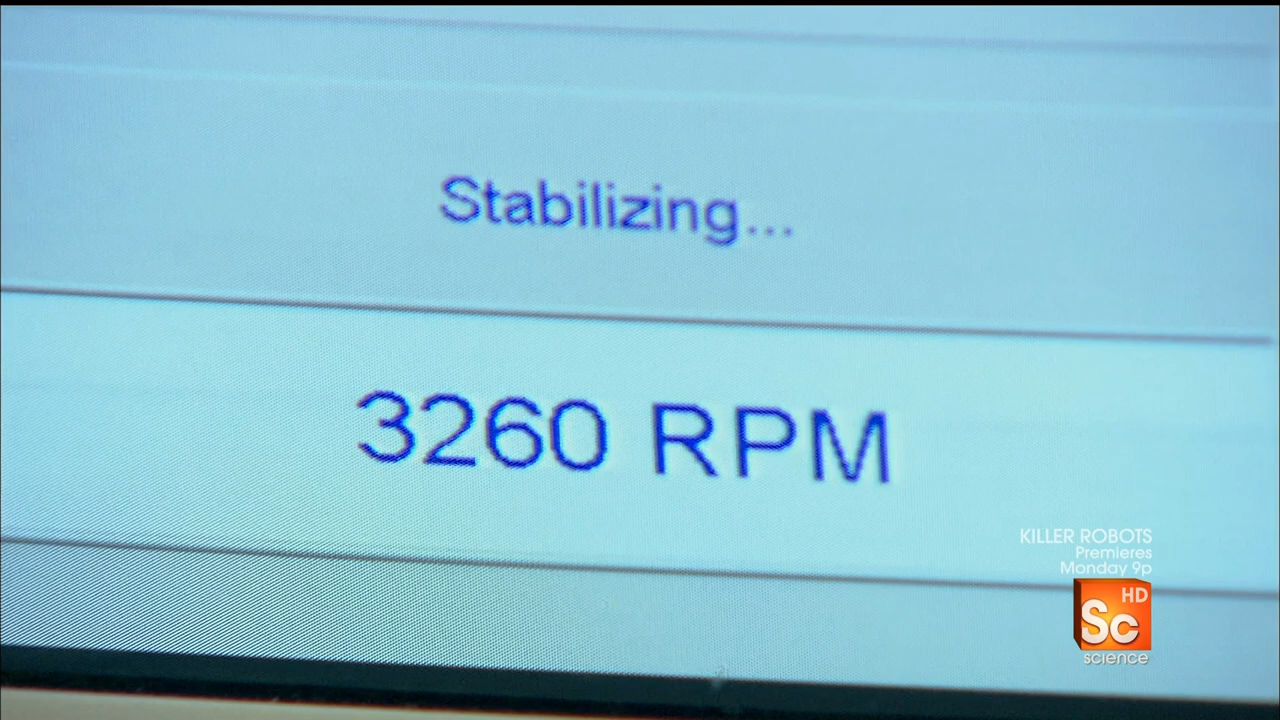 Stabilizing...
3260 RPM
KILLER ROBOTS
Premieres
Monday 9p
HD
Sc
science